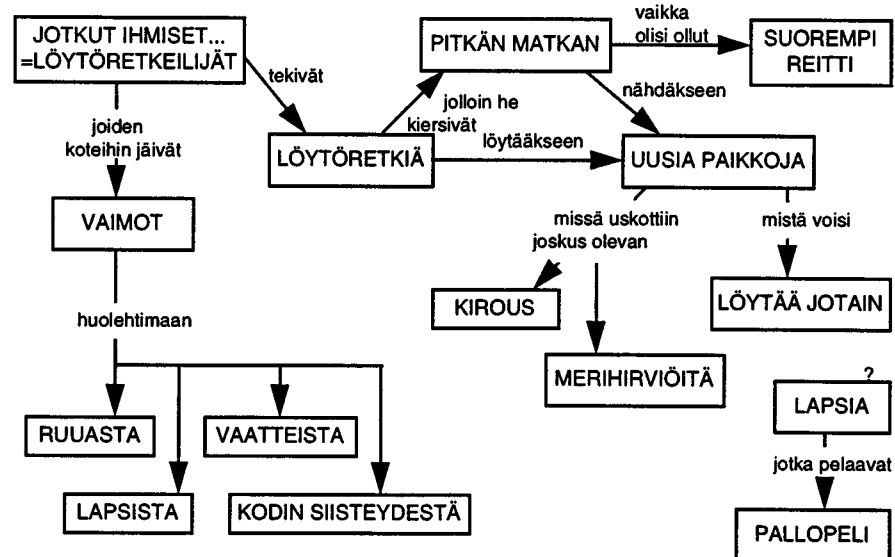 JOTKUT IHMISET...
=LÖYTÖRETKEILIJÄT
tekivät
PITKÄN MATKAN
vaikka
olisi ollut
SUOREMPI
REITTI
joiden
koteihin jäivät
jolloin he
kiersivät
nähdäkseen
LÖYTÖRETKIÄ
löytääkseen
UUSIA PAIKKOJA
VAIMOT
missä uskottiin
joskus olevan
mistä voisi
KIROUS
LÖYTÄÄ JOTAIN
huolehtimaan
MERIHIRVIÖITÄ
?
LAPSIA
RUUASTA
VAATTEISTA
jotka pelaavat
LAPSISTA
KODIN SIISTEYDESTÄ
PALLOPELI